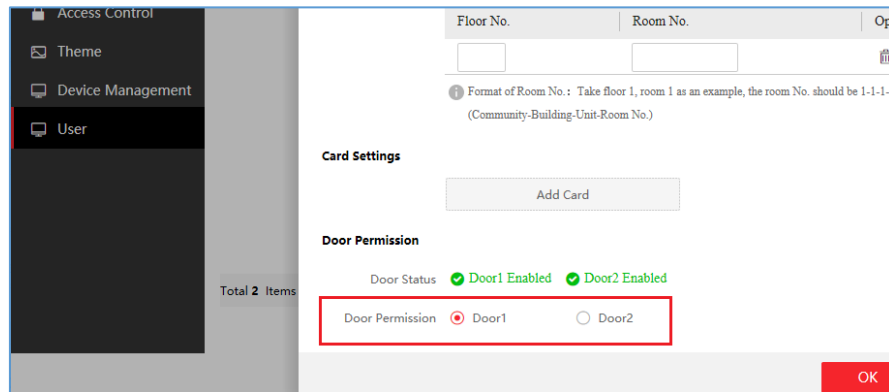 Access Control
Theme
Device Management
User
Total 2 Items
Floor No. Room No.
Format of Room No.: Take floor 1, room 1 as an example, the room No. should be 1-1-1-
(Community-Building-Unit-Room No.)
Card Settings
Add Card
Door Permission
Door Status Door1 Enabled Door2 Enabled
Door Permission Door1 Door2
OK